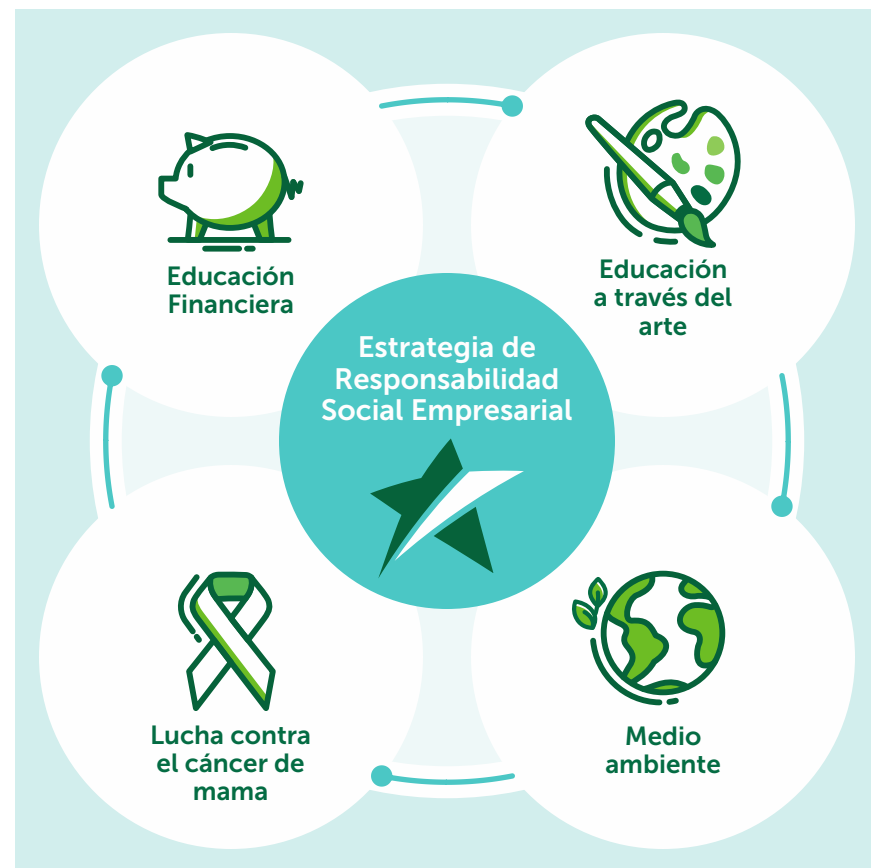 Educación
Financiera
Educación
a través del
arte
Estrategia de
Responsabilidad
Social Empresarial
Lucha contra
el cáncer de
mama
Medio
ambiente